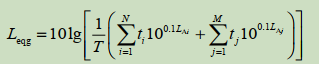 L_eqg = 10lg[ 1/T ( ∑_{i=1}^{N} t_i 10^{0.1L_{Ai}} + ∑_{j=1}^{M} t_j 10^{0.1L_{Aj}} ) ]